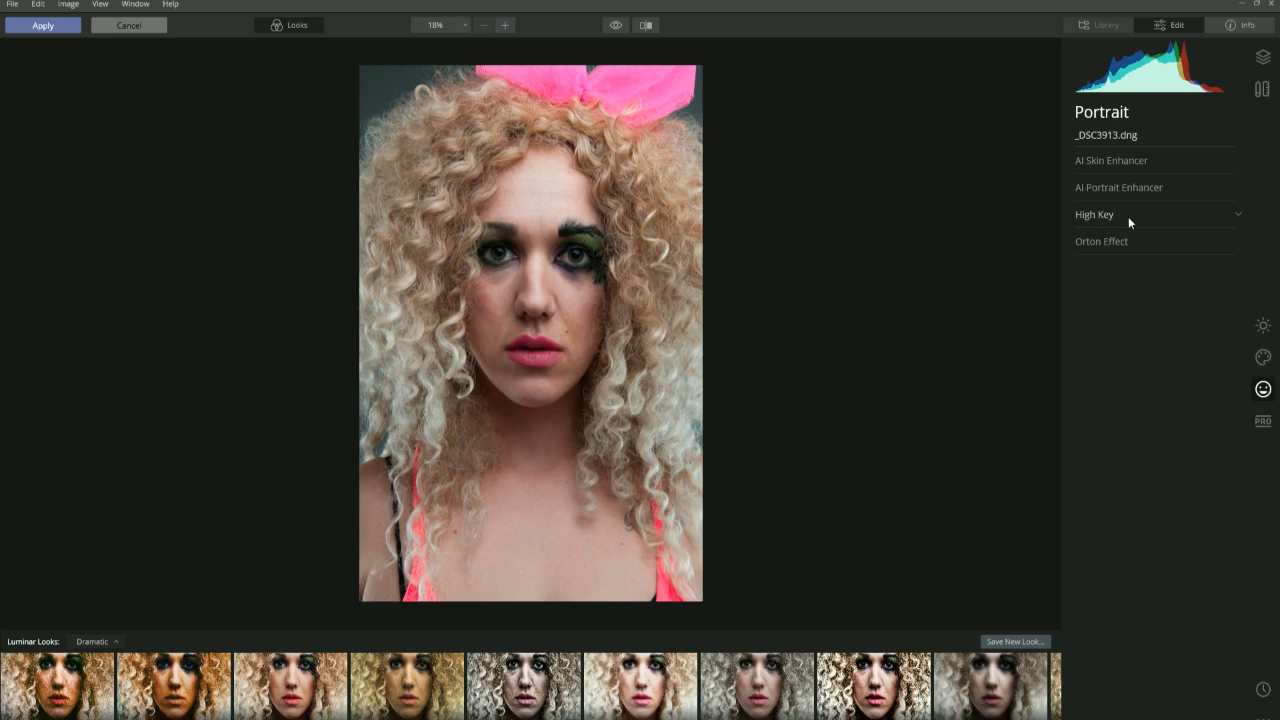 File Edit Image View Window Help
Apply Cancel Looks 18% Library Edit Info
Portrait
_DSC3913.dng
AI Skin Enhancer
AI Portrait Enhancer
High Key
Orton Effect
PRO
Luminar Looks: Dramatic Save New Look...